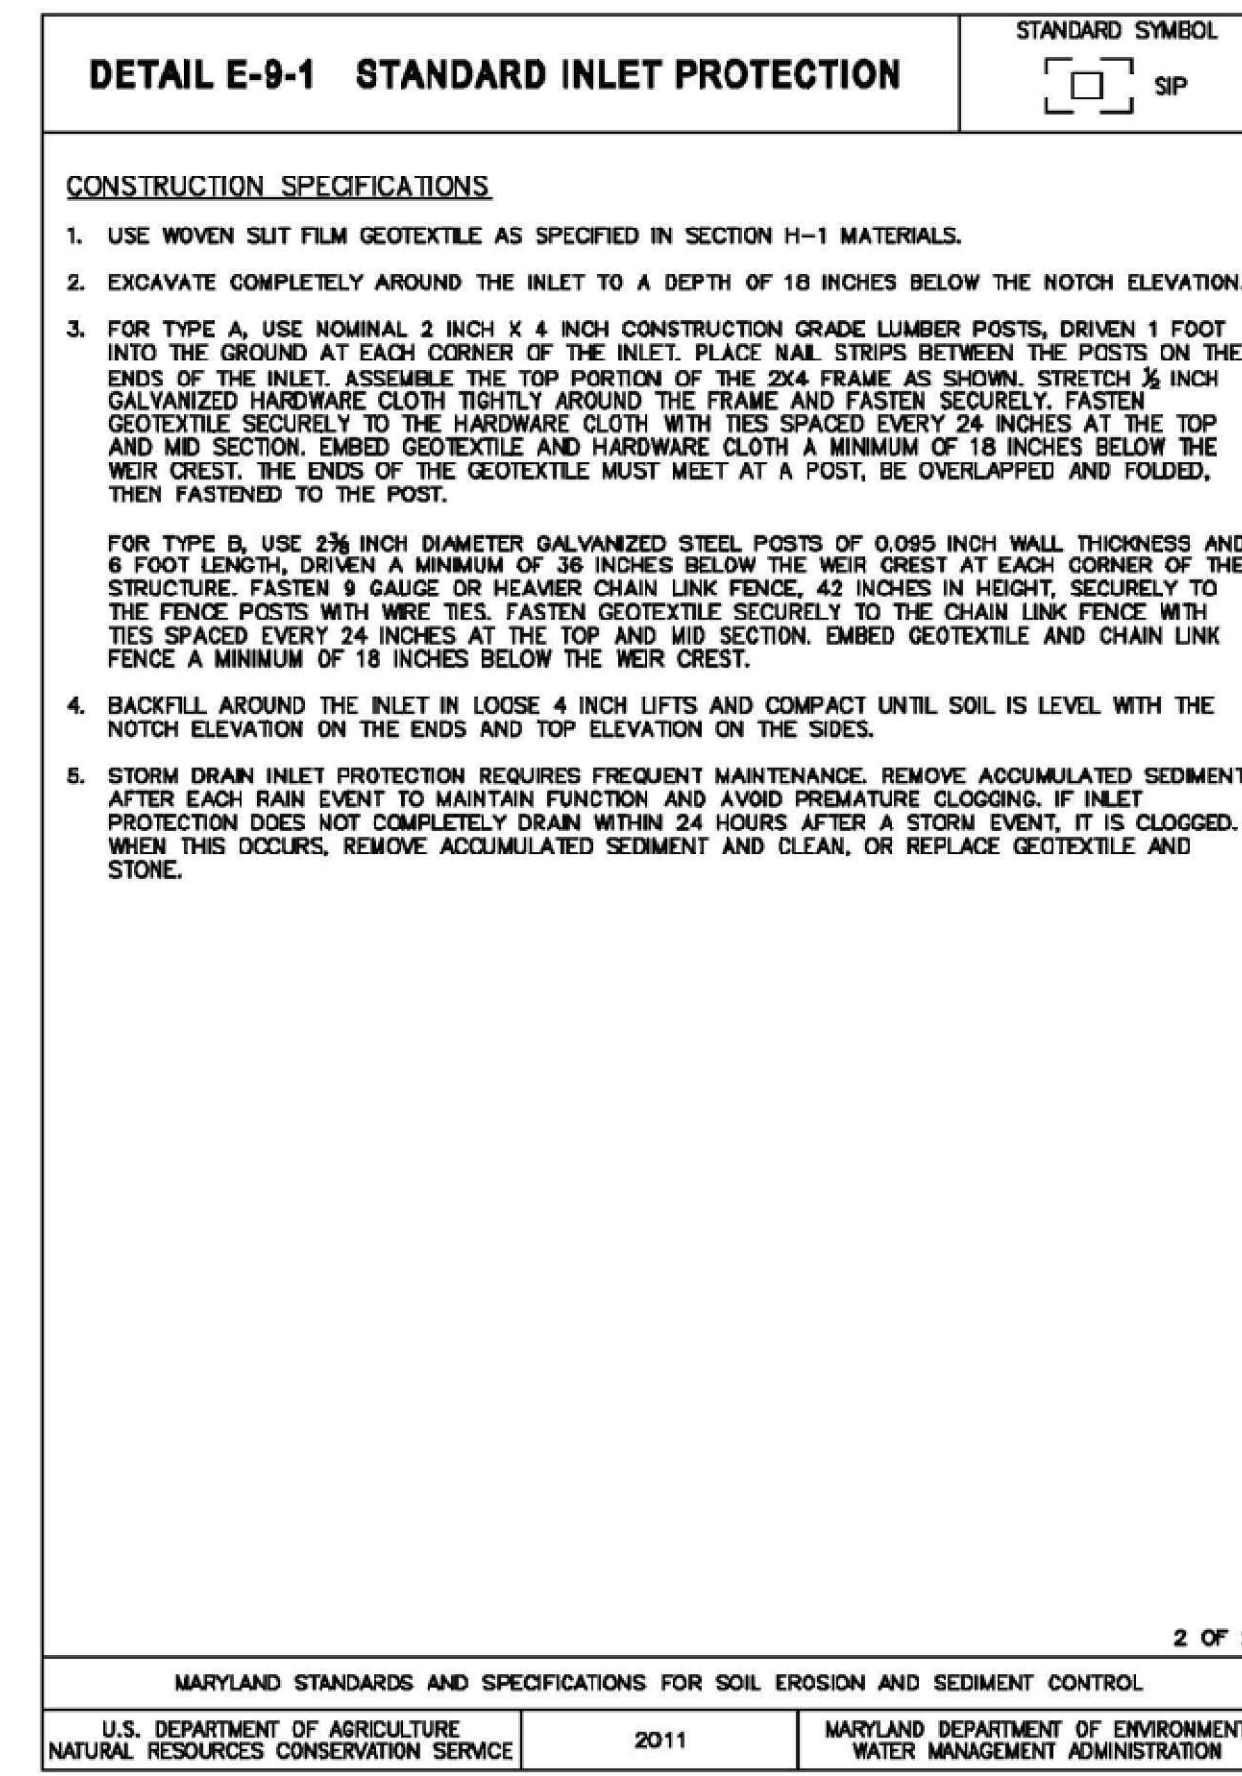 DETAIL E-9-1 STANDARD INLET PROTECTION
STANDARD SYMBOL
SIP
CONSTRUCTION SPECIFICATIONS
1. USE WOVEN SLIT FILM GEOTEXTILE AS SPECIFIED IN SECTION H-1 MATERIALS.
2. EXCAVATE COMPLETELY AROUND THE INLET TO A DEPTH OF 18 INCHES BELOW THE NOTCH ELEVATION.
3. FOR TYPE A, USE NOMINAL 2 INCH X 4 INCH CONSTRUCTION GRADE LUMBER POSTS, DRIVEN 1 FOOT
INTO THE GROUND AT EACH CORNER OF THE INLET. PLACE NAIL STRIPS BETWEEN THE POSTS ON THE
ENDS OF THE INLET. ASSEMBLE THE TOP PORTION OF THE 2X4 FRAME AS SHOWN. STRETCH ½ INCH
GALVANIZED HARDWARE CLOTH TIGHTLY AROUND THE FRAME AND FASTEN SECURELY. FASTEN
GEOTEXTILE SECURELY TO THE HARDWARE CLOTH WITH TIES SPACED EVERY 24 INCHES AT THE TOP
AND MID SECTION. EMBED GEOTEXTILE AND HARDWARE CLOTH A MINIMUM OF 18 INCHES BELOW THE
WEIR CREST. THE ENDS OF THE GEOTEXTILE MUST MEET AT A POST, BE OVERLAPPED AND FOLDED,
THEN FASTENED TO THE POST.
FOR TYPE B, USE 2⅜ INCH DIAMETER GALVANIZED STEEL POSTS OF 0.095 INCH WALL THICKNESS AND
6 FOOT LENGTH, DRIVEN A MINIMUM OF 36 INCHES BELOW THE WEIR CREST AT EACH CORNER OF THE
STRUCTURE. FASTEN 9 GAUGE OR HEAVIER CHAIN LINK FENCE, 42 INCHES IN HEIGHT, SECURELY TO
THE FENCE POSTS WITH WIRE TIES. FASTEN GEOTEXTILE SECURELY TO THE CHAIN LINK FENCE WITH
TIES SPACED EVERY 24 INCHES AT THE TOP AND MID SECTION. EMBED GEOTEXTILE AND CHAIN LINK
FENCE A MINIMUM OF 18 INCHES BELOW THE WEIR CREST.
4. BACKFILL AROUND THE INLET IN LOOSE 4 INCH LIFTS AND COMPACT UNTIL SOIL IS LEVEL WITH THE
NOTCH ELEVATION ON THE ENDS AND TOP ELEVATION ON THE SIDES.
5. STORM DRAIN INLET PROTECTION REQUIRES FREQUENT MAINTENANCE. REMOVE ACCUMULATED SEDIMENT
AFTER EACH RAIN EVENT TO MAINTAIN FUNCTION AND AVOID PREMATURE CLOGGING. IF INLET
PROTECTION DOES NOT COMPLETELY DRAIN WITHIN 24 HOURS AFTER A STORM EVENT, IT IS CLOGGED.
WHEN THIS OCCURS, REMOVE ACCUMULATED SEDIMENT AND CLEAN, OR REPLACE GEOTEXTILE AND
STONE.
2 OF
MARYLAND STANDARDS AND SPECIFICATIONS FOR SOIL EROSION AND SEDIMENT CONTROL
U.S. DEPARTMENT OF AGRICULTURE
NATURAL RESOURCES CONSERVATION SERVICE
2011
MARYLAND DEPARTMENT OF ENVIRONMENT
WATER MANAGEMENT ADMINISTRATION